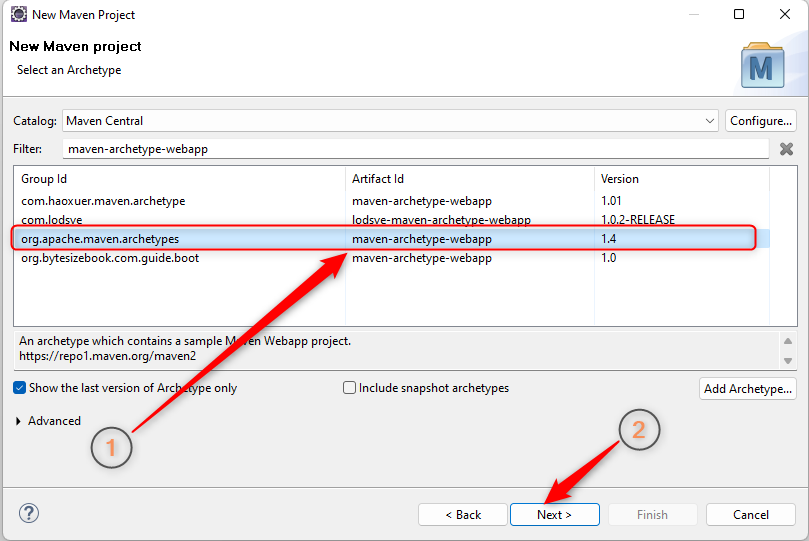 New Maven Project
New Maven project
Select an Archetype
M
Catalog: Maven Central Configure...
Filter: maven-archetype-webapp
Group Id Artifact Id Version
com.haoxuer.maven.archetype maven-archetype-webapp 1.01
com.lodsve lodsve-maven-archetype-webapp 1.0.2-RELEASE
org.apache.maven.archetypes maven-archetype-webapp 1.4
org.bytesizebook.com.guide.boot maven-archetype-webapp 1.0
An archetype which contains a sample Maven Webapp project.
https://repo1.maven.org/maven2
Show the last version of Archetype only Include snapshot archetypes Add Archetype...
Advanced
1 2
? < Back Next > Finish Cancel